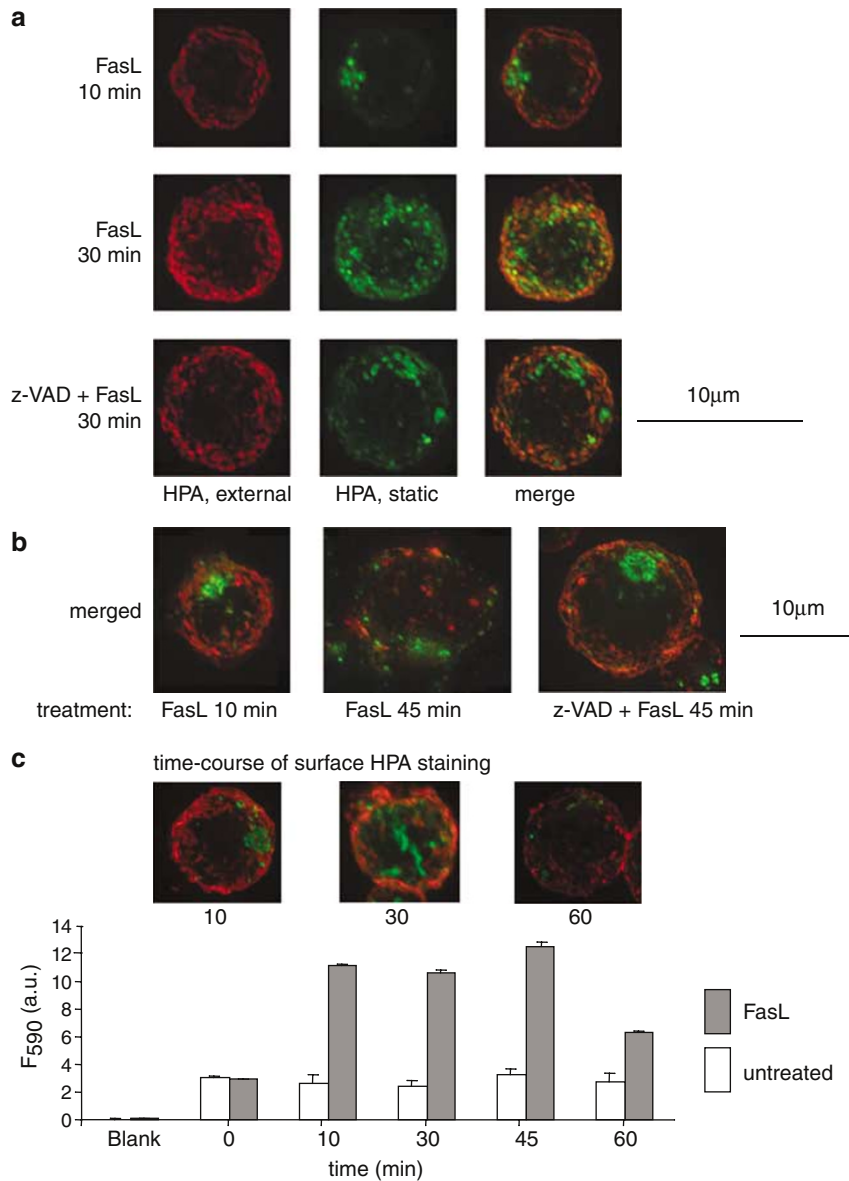 a
FasL
10 min
FasL
30 min
z-VAD + FasL
30 min
10µm
HPA, external
HPA, static
merge
b
merged
10µm
treatment:
FasL 10 min
FasL 45 min
z-VAD + FasL 45 min
c
time-course of surface HPA staining
10
30
60
14
12
10
8
6
4
2
0
F590 (a.u.)
Blank
0
10
30
45
60
time (min)
FasL
untreated